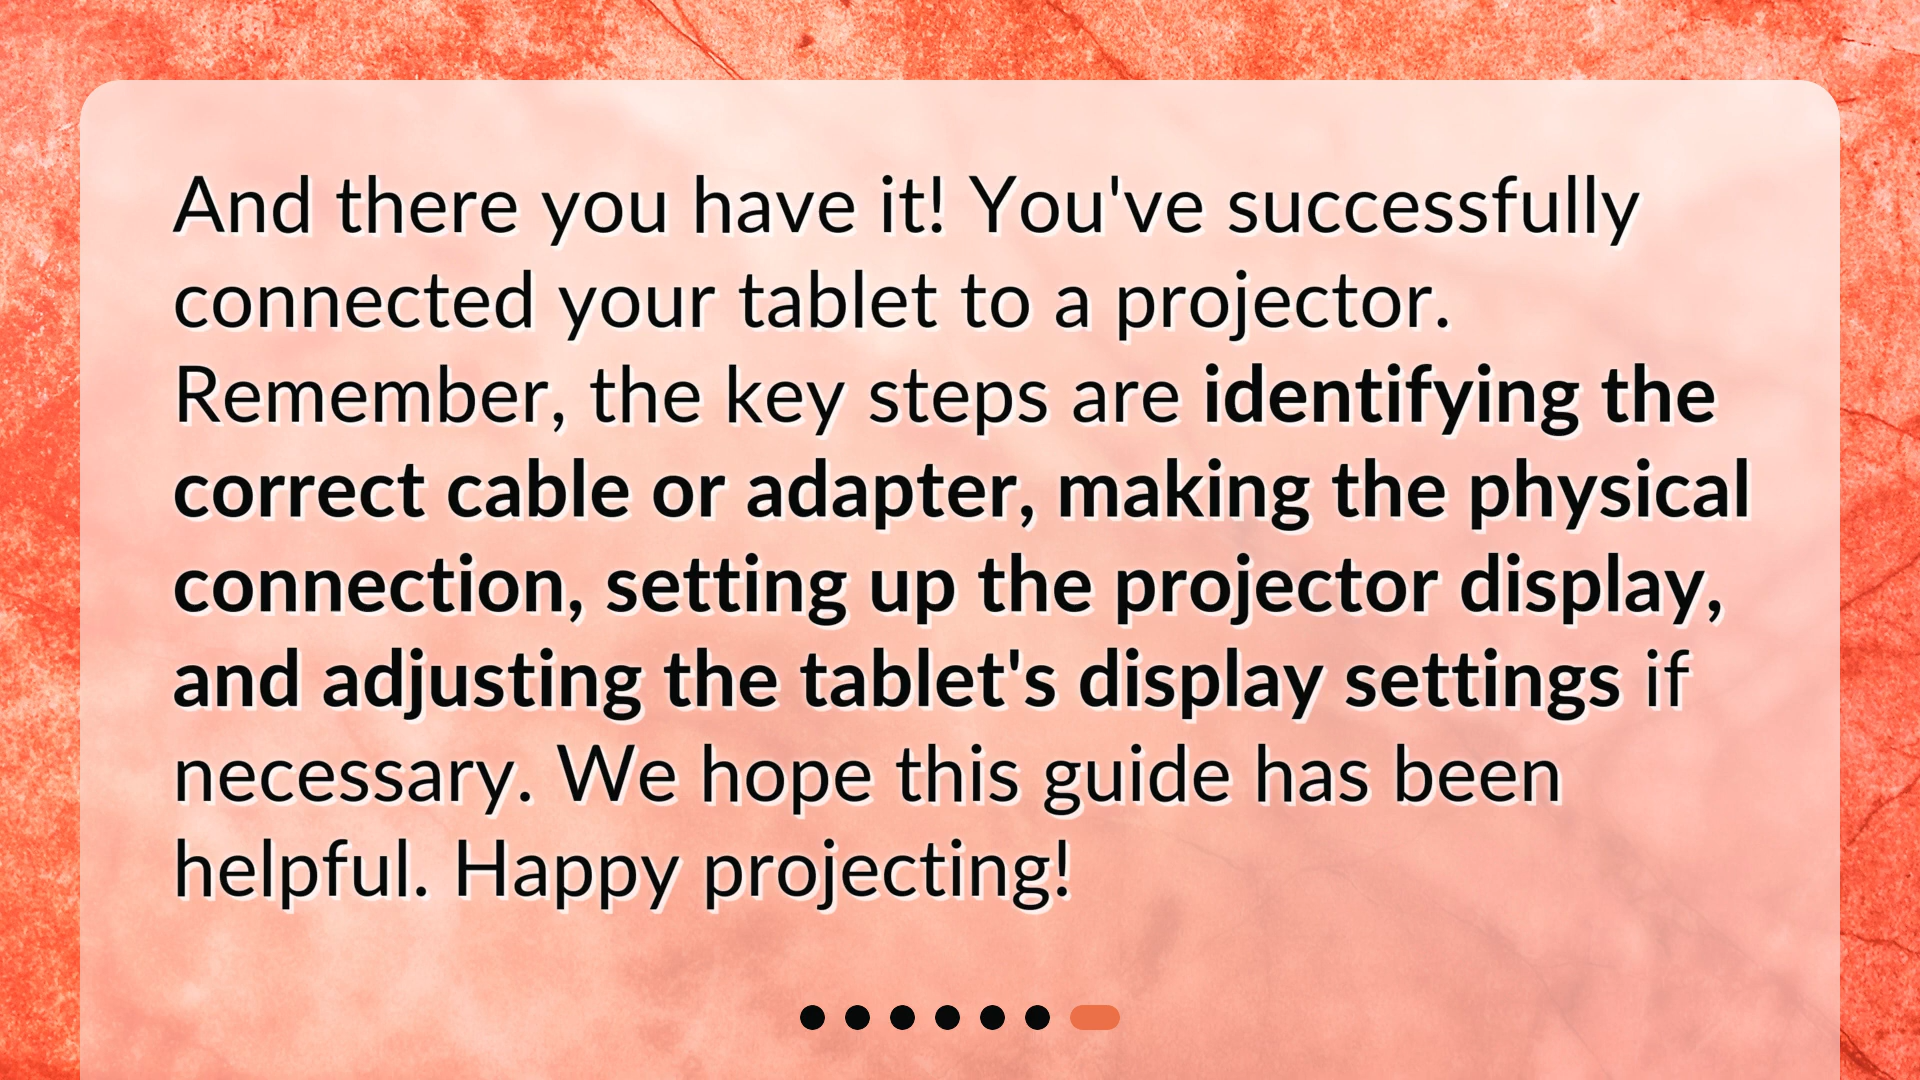 And there you have it! You've successfully
connected your tablet to a projector.
Remember, the key steps are identifying the
correct cable or adapter, making the physical
connection, setting up the projector display,
and adjusting the tablet's display settings if
necessary. We hope this guide has been
helpful. Happy projecting!